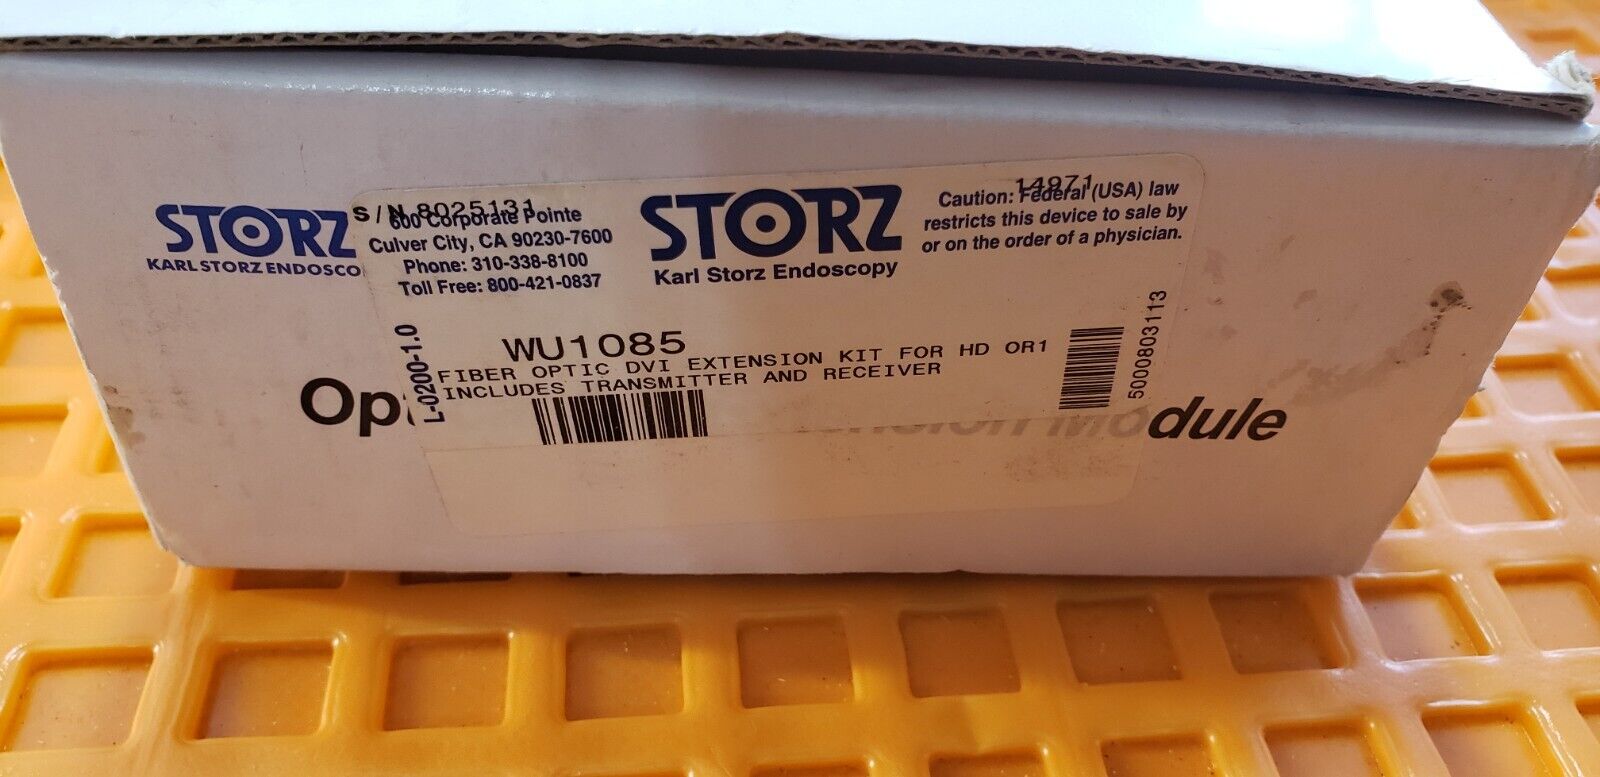 STORZ
KARL STORZ ENDOSCO
S/N 8025131
600 Corporate Pointe
Culver City, CA 90230-7600
Phone: 310-338-8100
Toll Free: 800-421-0837
STORZ
Karl Storz Endoscopy
14971
Caution: Federal (USA) law
restricts this device to sale by
or on the order of a physician.
L-0200-1.0
WU1085
FIBER OPTIC DVI EXTENSION KIT FOR HD OR1
INCLUDES TRANSMITTER AND RECEIVER
5000803113
Op
Module